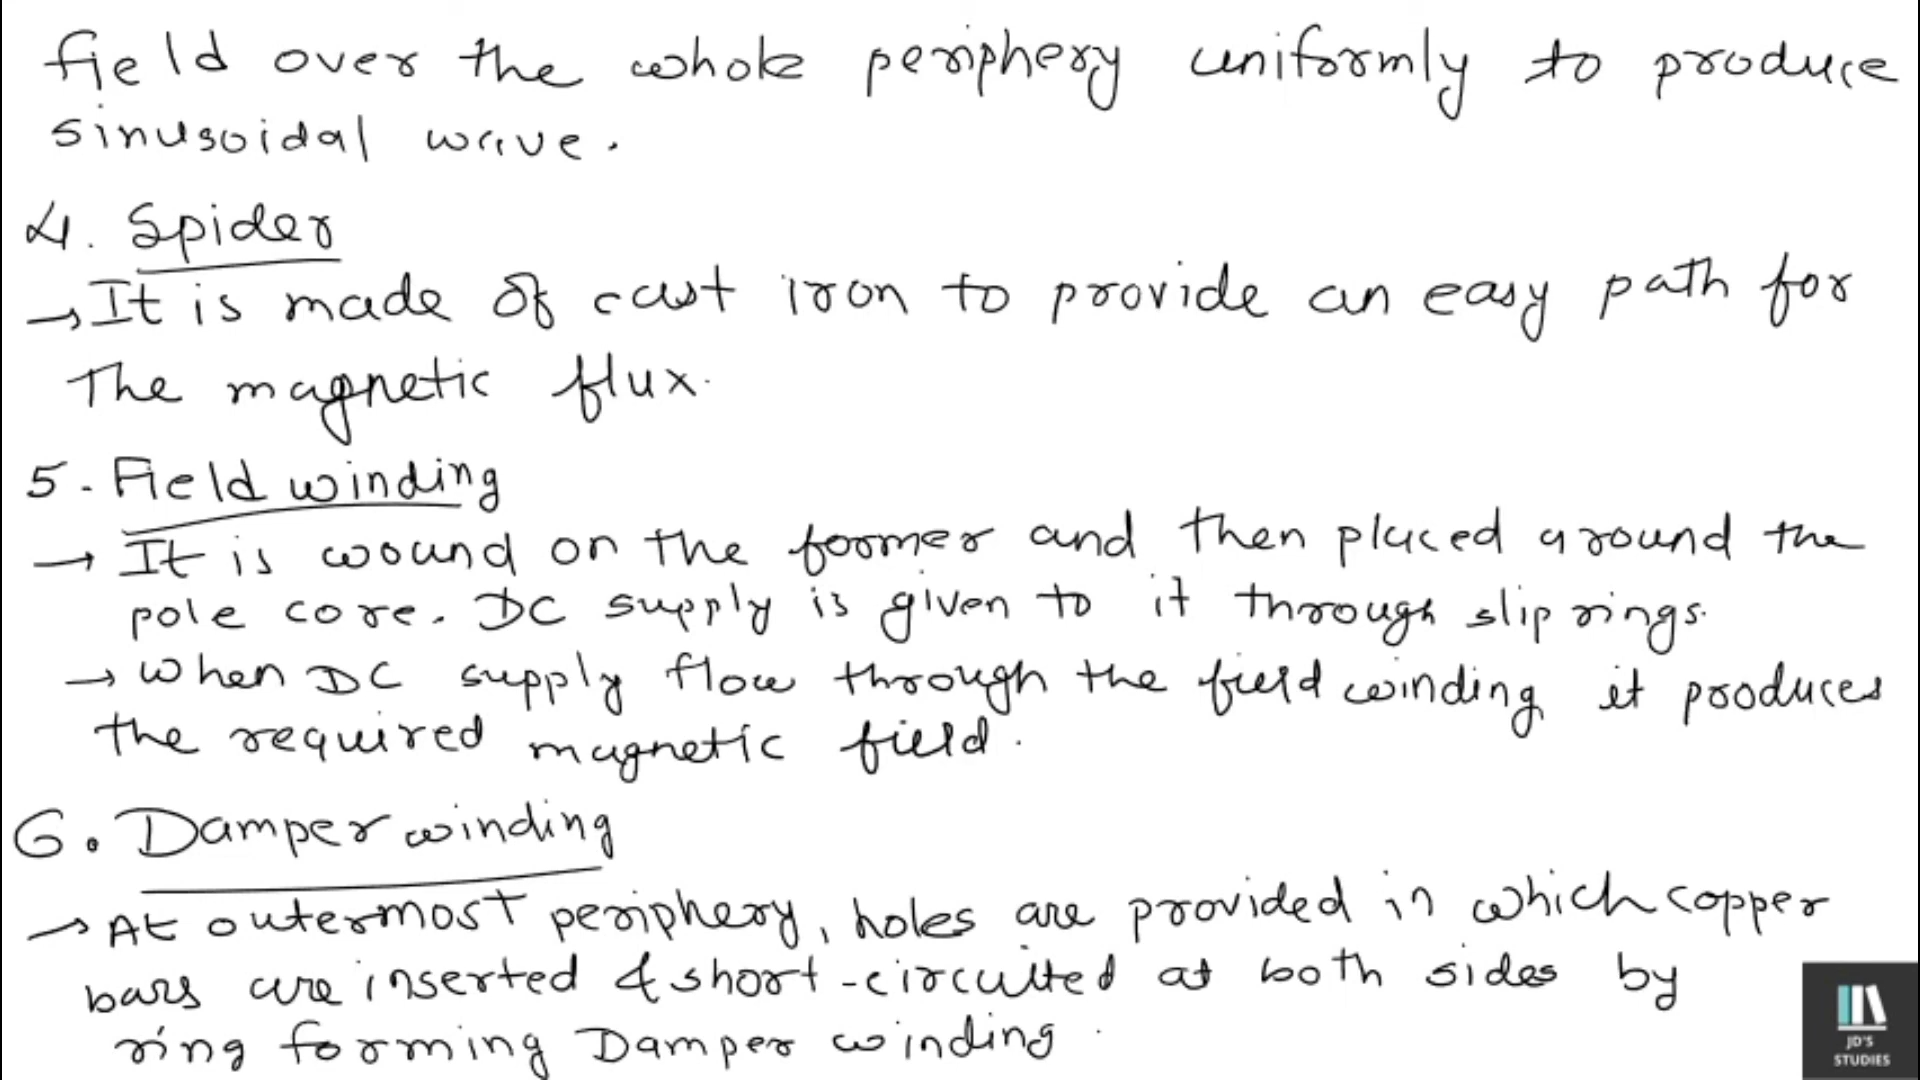 field over the whole periphery uniformly to produce
sinusoidal wave.
4. Spider
→ It is made of cast iron to provide an easy path for
the magnetic flux.
5. Field winding
→ It is wound on the former and then placed around the
pole core. DC supply is given to it through slip rings.
→ When DC supply flow through the field winding it produces
the required magnetic field.
6. Damper winding
→ At outermost periphery, holes are provided in which copper
bars are inserted & short-circuited at both sides by
ring forming Damper winding.
JD'S
STUDIES